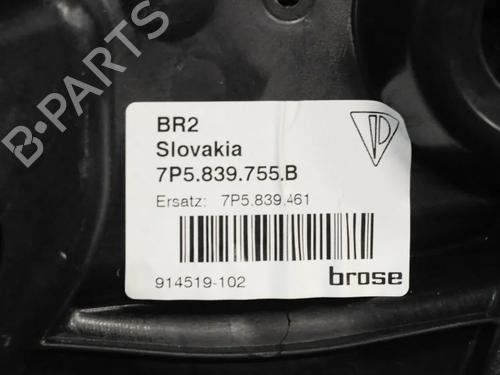 B-PARTS
BR2
Slovakia
7P5.839.755.B
Ersatz: 7P5.839.461
914519-102
brose